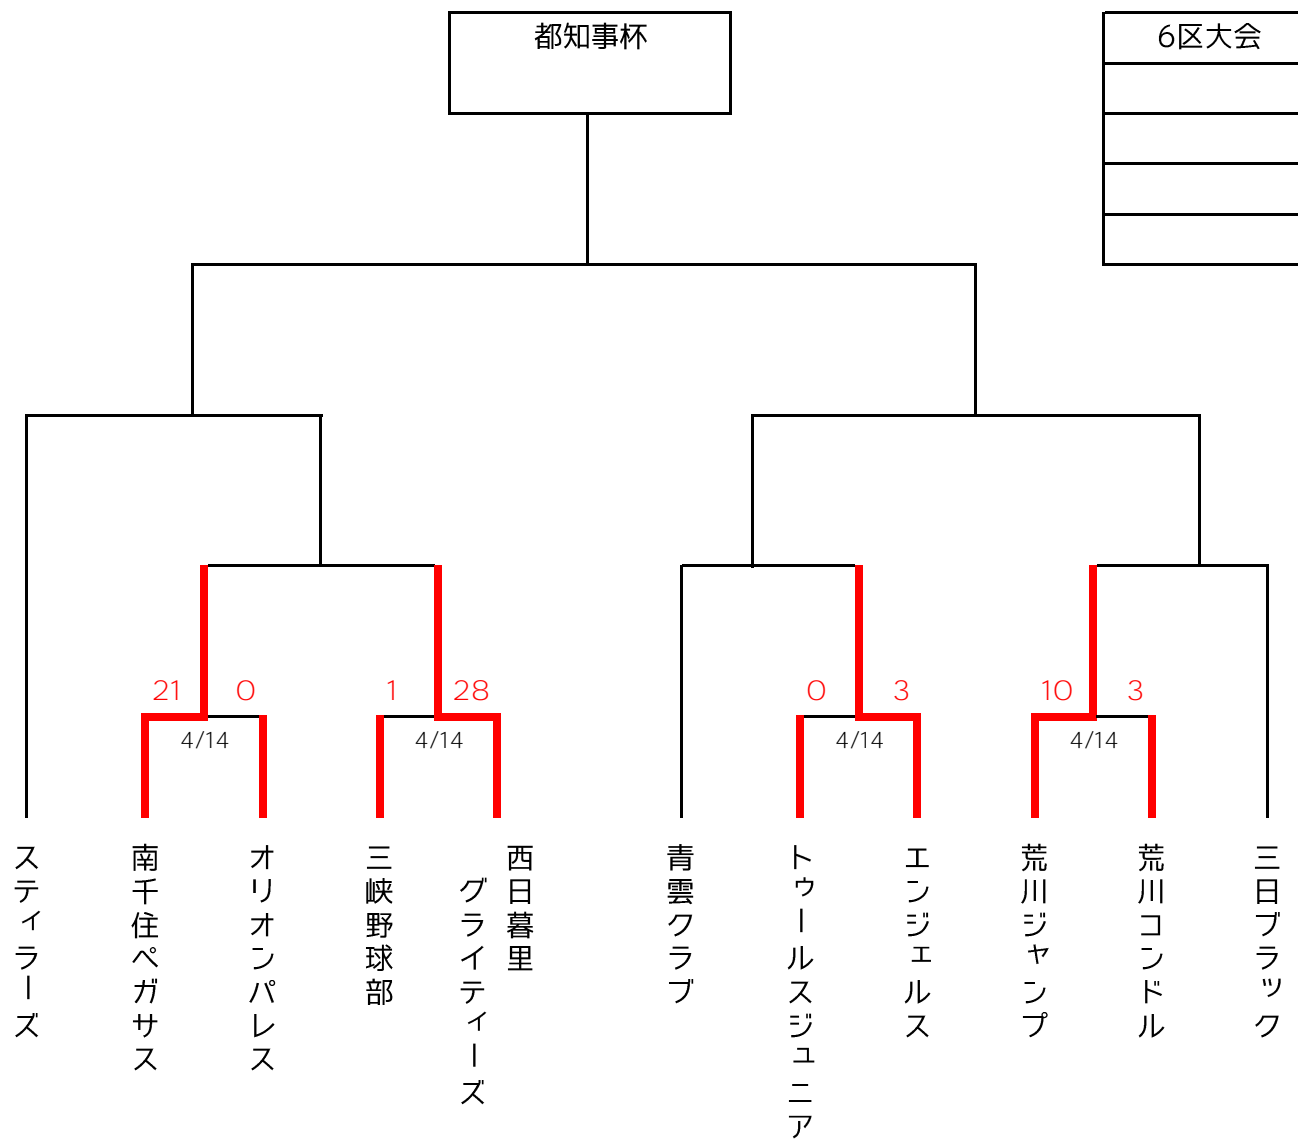 都知事杯
6区大会
21
0
1
28
0
3
10
3
4/14
4/14
4/14
4/14
スティーラーズ
南千住ペガサス
オリオンパレス
三峡野球部
西日暮里
グライティーズ
青雲クラブ
トゥールスジュニア
エンジェルス
荒川ジャンプ
荒川コンドル
三日ブラック